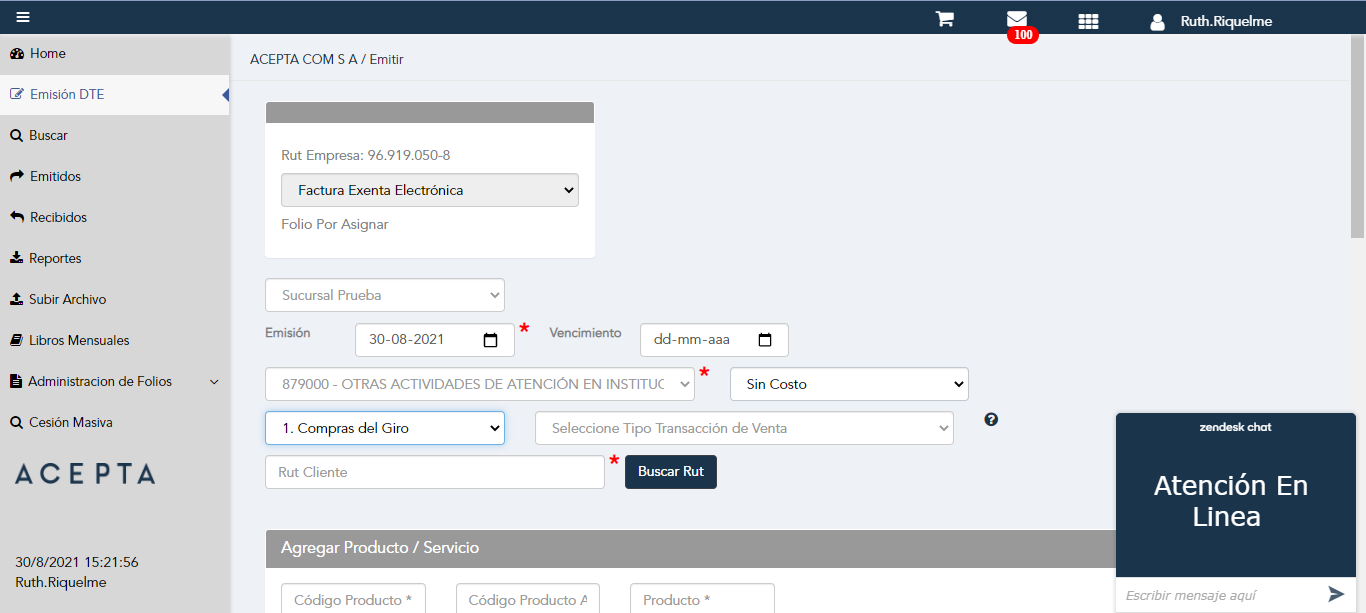 100
Ruth.Riquelme
Home
Emisión DTE
Buscar
Emitidos
Recibidos
Reportes
Subir Archivo
Libros Mensuales
Administracion de Folios
Cesión Masiva
ACEPTA
30/8/2021 15:21:56
Ruth.Riquelme
ACEPTA COM S A / Emitir
Rut Empresa: 96.919.050-8
Factura Exenta Electrónica
Folio Por Asignar
Sucursal Prueba
Emisión 30-08-2021 * Vencimiento dd-mm-aaa
879000 - OTRAS ACTIVIDADES DE ATENCIÓN EN INSTITUC * Sin Costo
1. Compras del Giro Seleccione Tipo Transacción de Venta ?
Rut Cliente * Buscar Rut
Agregar Producto / Servicio
Código Producto * Código Producto A Producto *
zendesk chat
Atención En
Linea
Escribir mensaje aquí